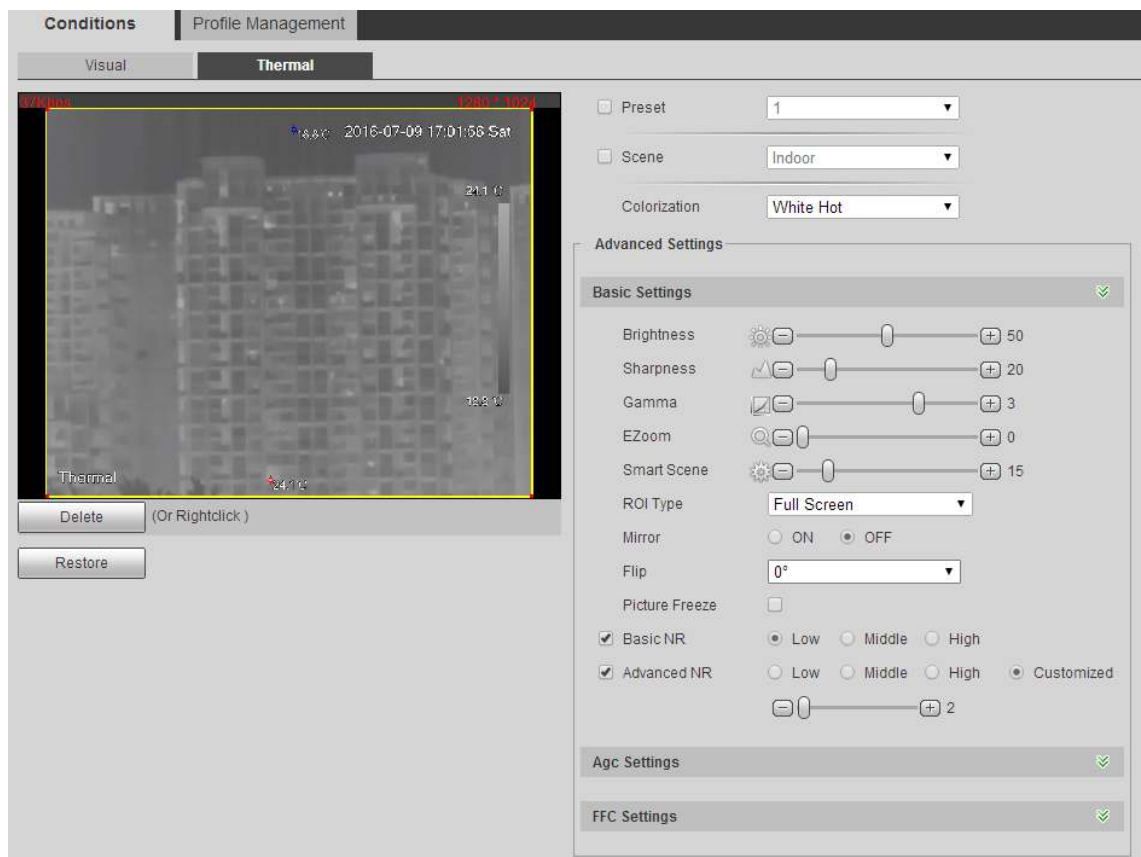 Conditions
Profile Management
Visual
Thermal
37Kbps
1280 * 1024
2016-07-09 17:01:58 Sat
Thermal
Delete
(Or Rightclick )
Restore
Preset
1
Scene
Indoor
Colorization
White Hot
Advanced Settings
Basic Settings
Brightness
50
Sharpness
20
Gamma
3
EZoom
0
Smart Scene
15
ROI Type
Full Screen
Mirror
ON OFF
Flip
0°
Picture Freeze
Basic NR
Low Middle High
Advanced NR
Low Middle High Customized
2
Agc Settings
FFC Settings